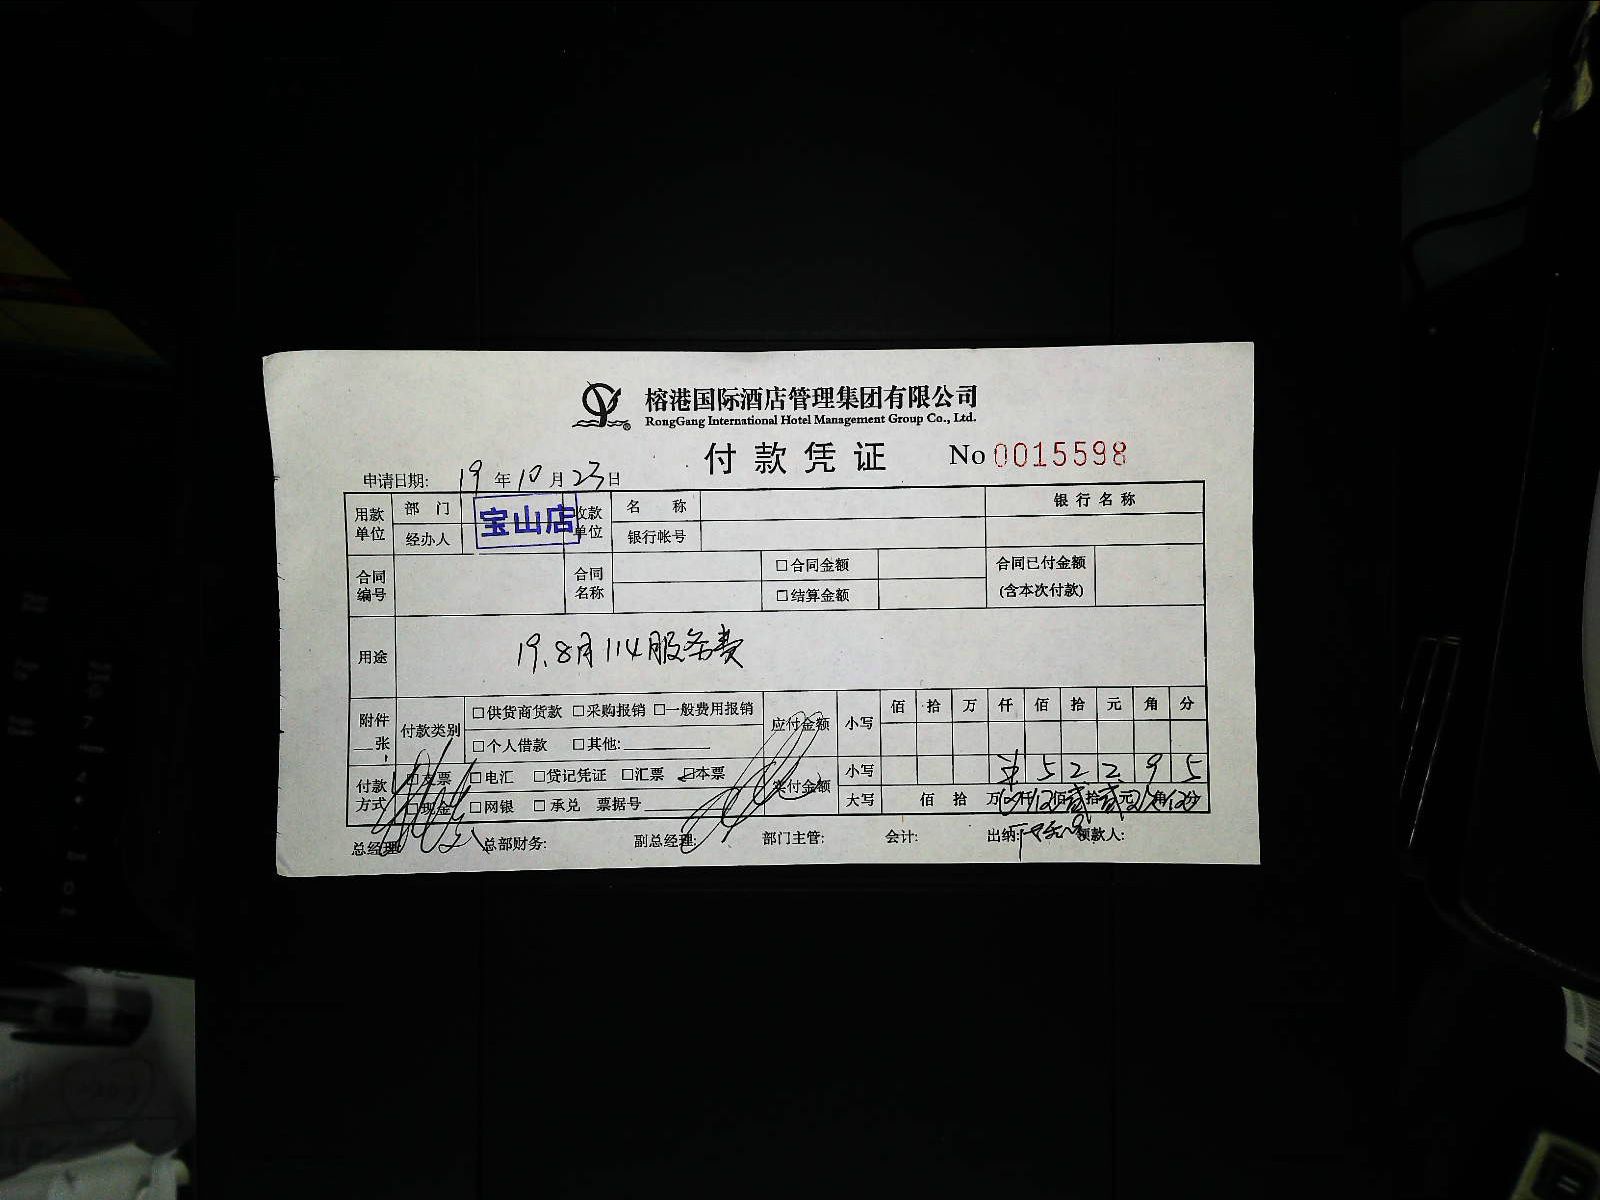 榕港国际酒店管理集团有限公司
RongGang International Hotel Management Group Co., Ltd.
付款凭证 No 0015598
申请日期: 19 年 10 月 23 日
用款单位 部门 宝山店 收款单位 名称 银行名称
经办人 银行帐号
合同编号 合同名称 □合同金额 合同已付金额
□结算金额 (含本次付款)
用途 19.8月114服务费
附件 张 付款类别 □供货商货款 □采购报销 □一般费用报销 应付金额 小写 佰 拾 万 仟 佰 拾 元 角 分
□个人借款 □其他:
付款方式 □支票 □电汇 □贷记凭证 □汇票 ☑本票 实付金额 小写 ¥ 5 2 2 9 5
□现金 □网银 □承兑 票据号 大写 佰 拾 万 仟 佰 贰 拾 贰 元 角 分
总经理: 总部财务: 副总经理: 部门主管: 会计: 出纳: 领款人: